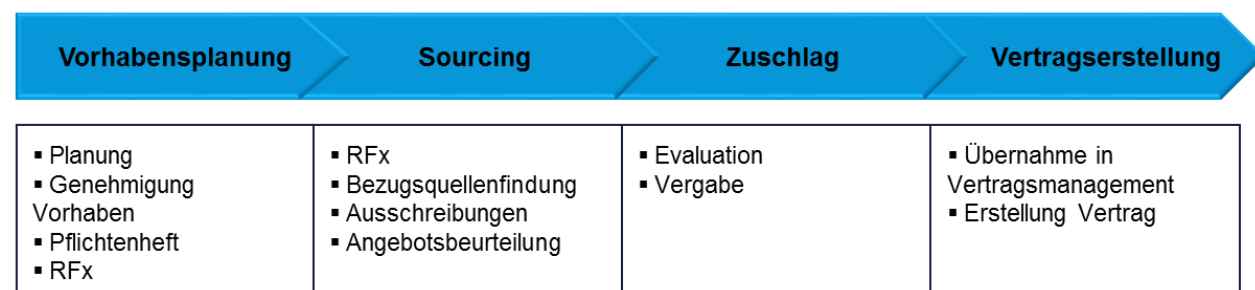 Vorhabensplanung
Sourcing
Zuschlag
Vertragserstellung
▪ Planung
▪ Genehmigung
Vorhaben
▪ Pflichtenheft
▪ RFx
▪ RFx
▪ Bezugsquellenfindung
▪ Ausschreibungen
▪ Angebotsbeurteilung
▪ Evaluation
▪ Vergabe
▪ Übernahme in
Vertragsmanagement
▪ Erstellung Vertrag